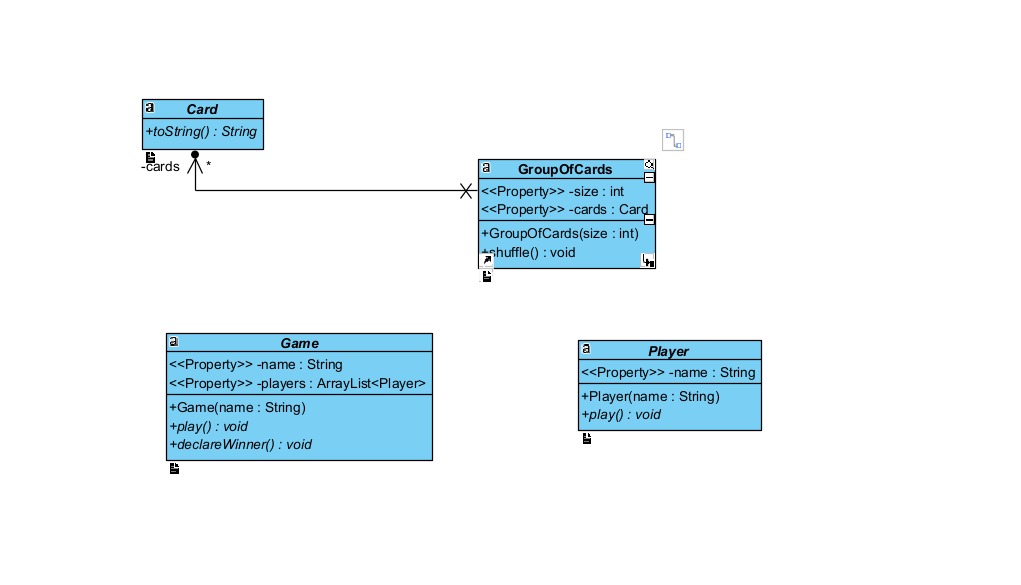 Card
+toString() : String
-cards
*
GroupOfCards
<<Property>> -size : int
<<Property>> -cards : Card
+GroupOfCards(size : int)
+shuffle() : void
Game
<<Property>> -name : String
<<Property>> -players : ArrayList<Player>
+Game(name : String)
+play() : void
+declareWinner() : void
Player
<<Property>> -name : String
+Player(name : String)
+play() : void